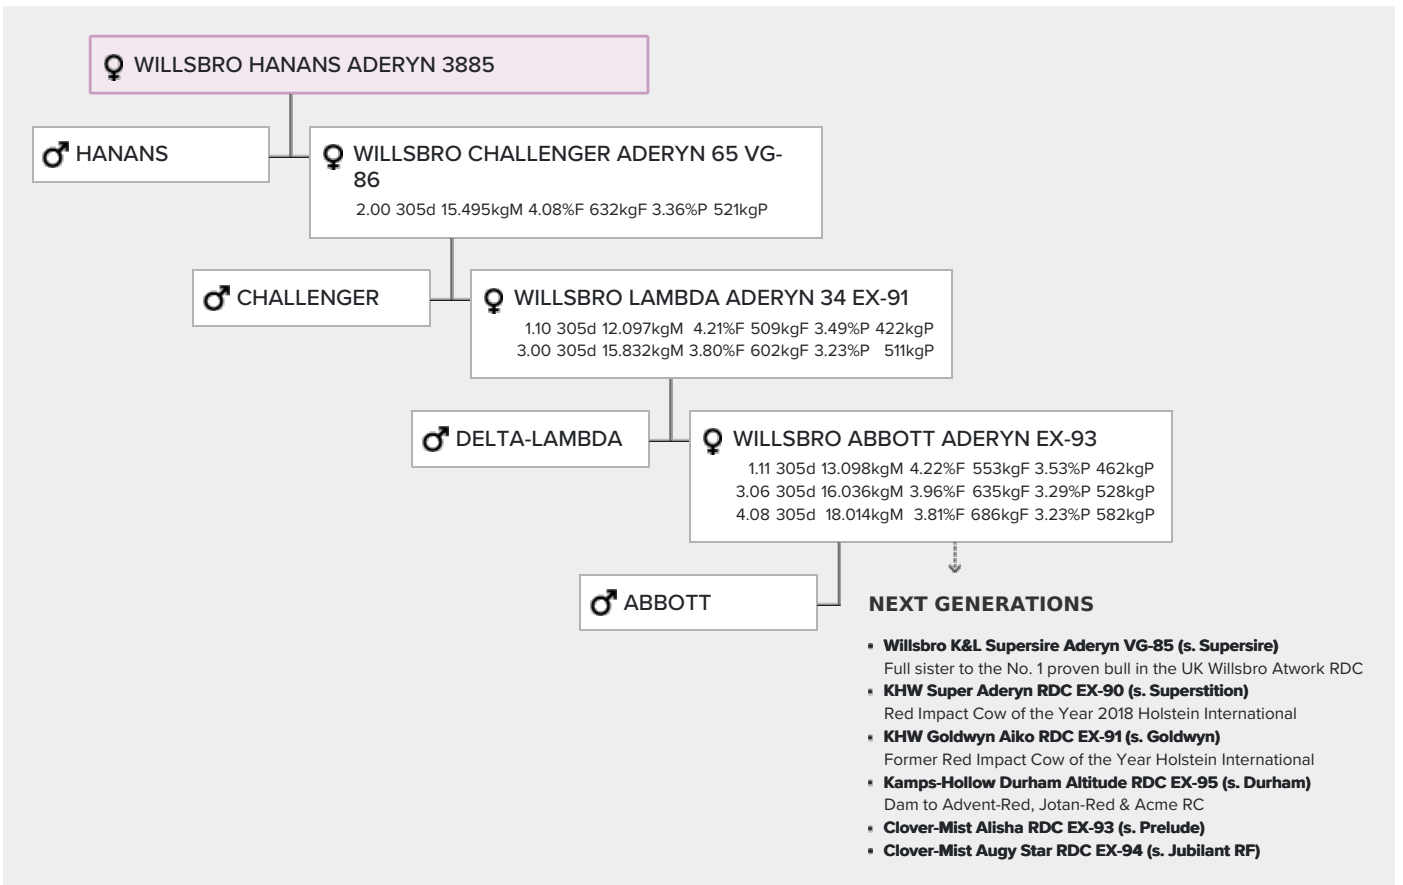 WILLSBRO HANANS ADERYN 3885
HANANS
WILLSBRO CHALLENGER ADERYN 65 VG-
86
2.00 305d 15.495kgM 4.08%F 632kgF 3.36%P 521kgP
CHALLENGER
WILLSBRO LAMBDA ADERYN 34 EX-91
1.10 305d 12.097kgM 4.21%F 509kgF 3.49%P 422kgP
3.00 305d 15.832kgM 3.80%F 602kgF 3.23%P 511kgP
DELTA-LAMBDA
WILLSBRO ABBOTT ADERYN EX-93
1.11 305d 13.098kgM 4.22%F 553kgF 3.53%P 462kgP
3.06 305d 16.036kgM 3.96%F 635kgF 3.29%P 528kgP
4.08 305d 18.014kgM 3.81%F 686kgF 3.23%P 582kgP
ABBOTT
NEXT GENERATIONS
• Willsbro K&L Supersire Aderyn VG-85 (s. Supersire)
Full sister to the No. 1 proven bull in the UK Willsbro Atwork RDC
• KHW Super Aderyn RDC EX-90 (s. Superstition)
Red Impact Cow of the Year 2018 Holstein International
• KHW Goldwyn Aiko RDC EX-91 (s. Goldwyn)
Former Red Impact Cow of the Year Holstein International
• Kamps-Hollow Durham Altitude RDC EX-95 (s. Durham)
Dam to Advent-Red, Jotan-Red & Acme RC
• Clover-Mist Alisha RDC EX-93 (s. Prelude)
• Clover-Mist Augy Star RDC EX-94 (s. Jubilant RF)